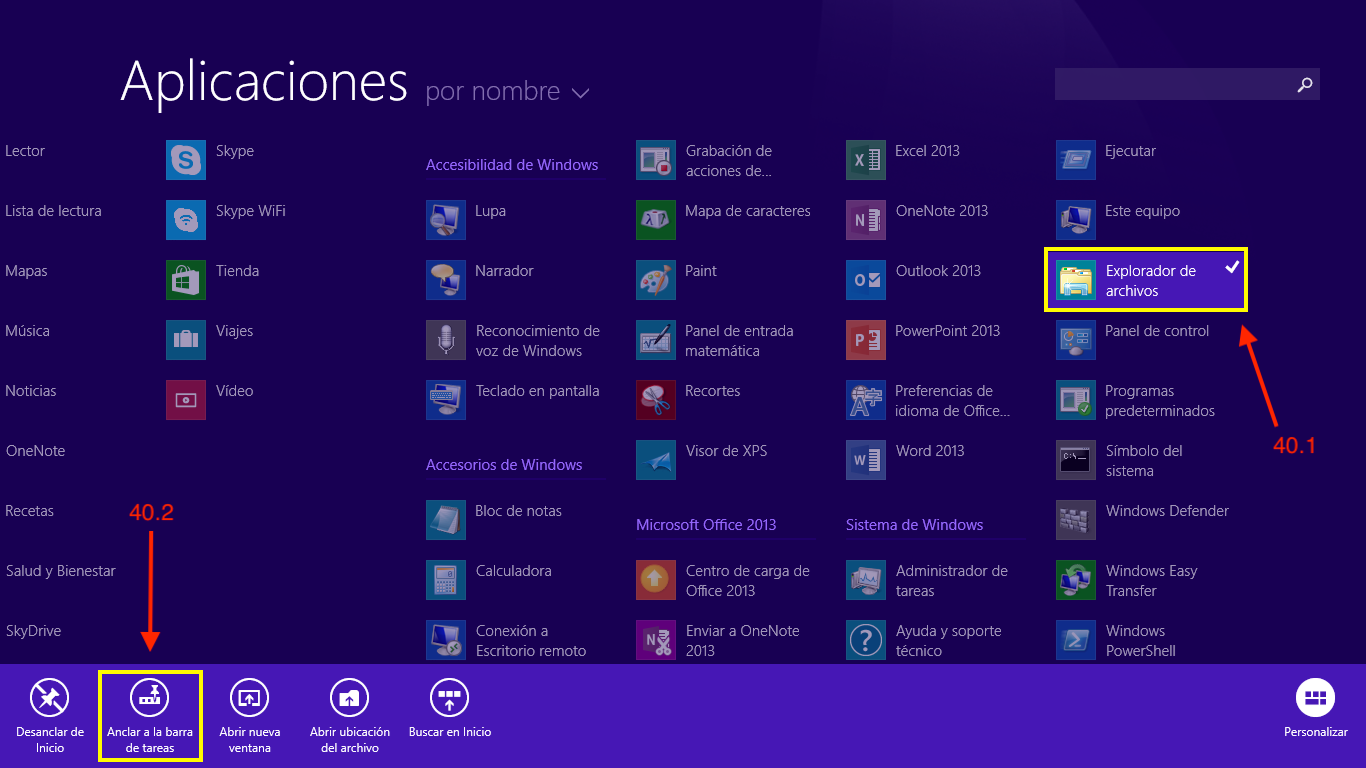 Aplicaciones por nombre
Lector
Lista de lectura
Mapas
Música
Noticias
OneNote
Recetas
Salud y Bienestar
SkyDrive
Skype
Skype WiFi
Tienda
Viajes
Vídeo
Accesibilidad de Windows
Lupa
Narrador
Reconocimiento de
voz de Windows
Teclado en pantalla
Accesorios de Windows
Bloc de notas
Calculadora
Conexión a
Escritorio remoto
Grabación de
acciones de...
Mapa de caracteres
Paint
Panel de entrada
matemática
Recortes
Visor de XPS
Microsoft Office 2013
Centro de carga de
Office 2013
Enviar a OneNote
2013
Excel 2013
OneNote 2013
Outlook 2013
PowerPoint 2013
Preferencias de
idioma de Office...
Word 2013
Sistema de Windows
Administrador de
tareas
Ayuda y soporte
técnico
Ejecutar
Este equipo
Explorador de
archivos
Panel de control
Programas
predeterminados
Símbolo del
sistema
Windows Defender
Windows Easy
Transfer
Windows
PowerShell
40.1
40.2
Desanclar de
Inicio
Anclar a la barra
de tareas
Abrir nueva
ventana
Abrir ubicación
del archivo
Buscar en Inicio
Personalizar